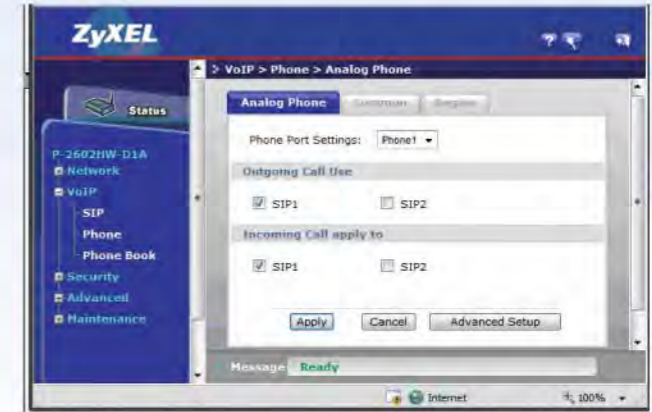 ZyXEL
> VoIP > Phone > Analog Phone
Status
P-2602HW-D1A
Network
VoIP
SIP
Phone
Phone Book
Security
Advanced
Maintenance
Analog Phone Common Region
Phone Port Settings: Phone1
Outgoing Call Use
SIP1 SIP2
Incoming Call apply to
SIP1 SIP2
Apply Cancel Advanced Setup
Message Ready
Internet 100%